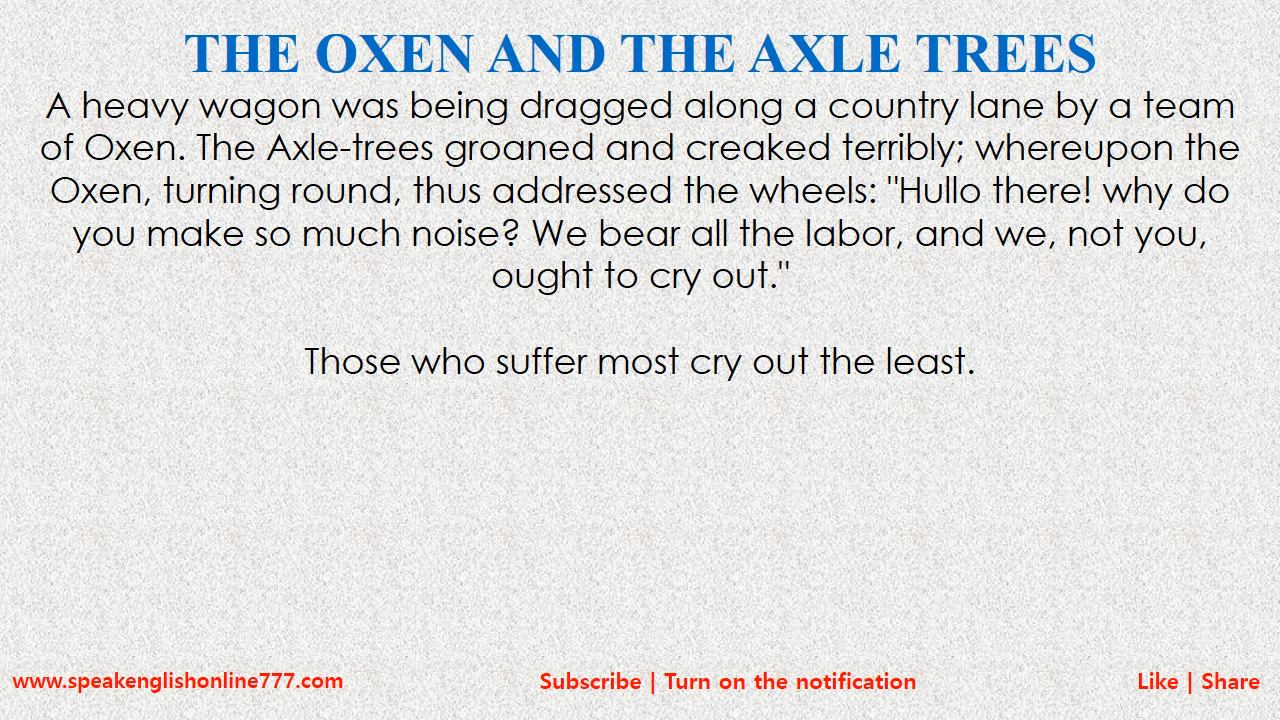 THE OXEN AND THE AXLE TREES
A heavy wagon was being dragged along a country lane by a team
of Oxen. The Axle-trees groaned and creaked terribly; whereupon the
Oxen, turning round, thus addressed the wheels: "Hullo there! why do
you make so much noise? We bear all the labor, and we, not you,
ought to cry out."
Those who suffer most cry out the least.
www.speakenglishonline777.com
Subscribe | Turn on the notification
Like | Share